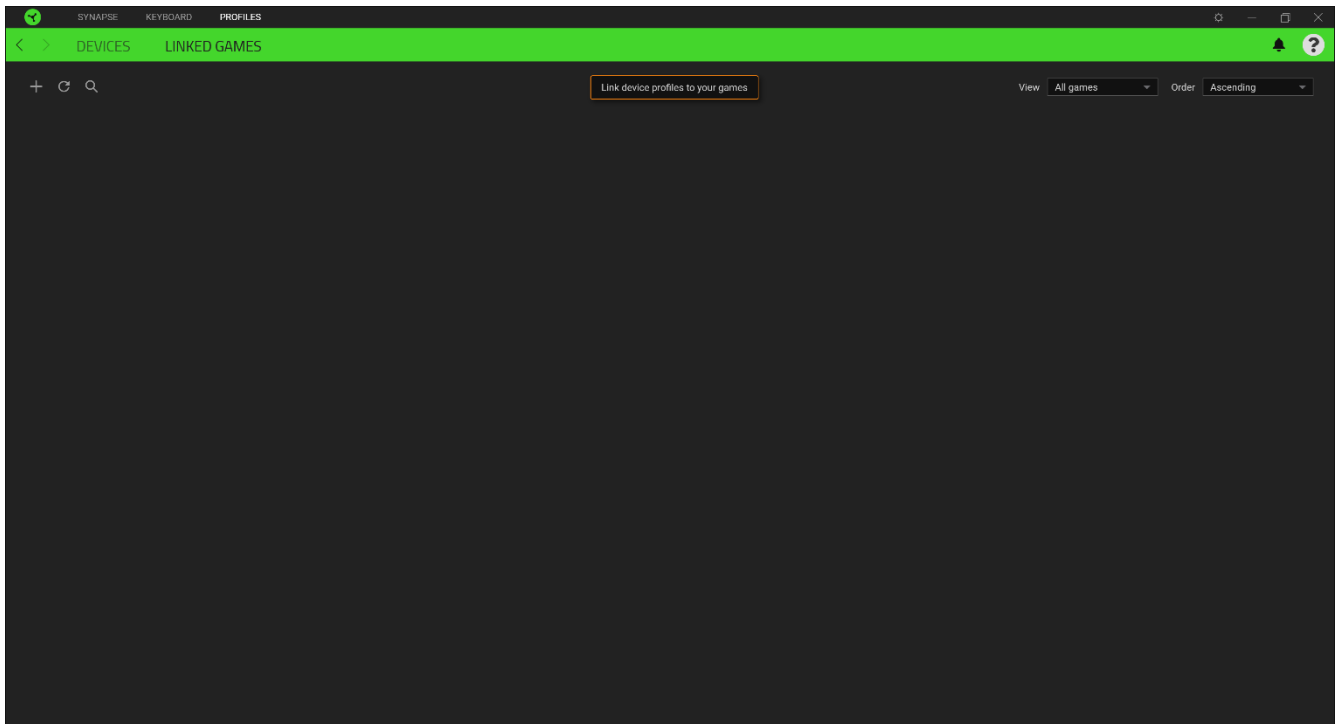 SYNAPSE KEYBOARD PROFILES
DEVICES LINKED GAMES ?
Link device profiles to your games View All games Order Ascending